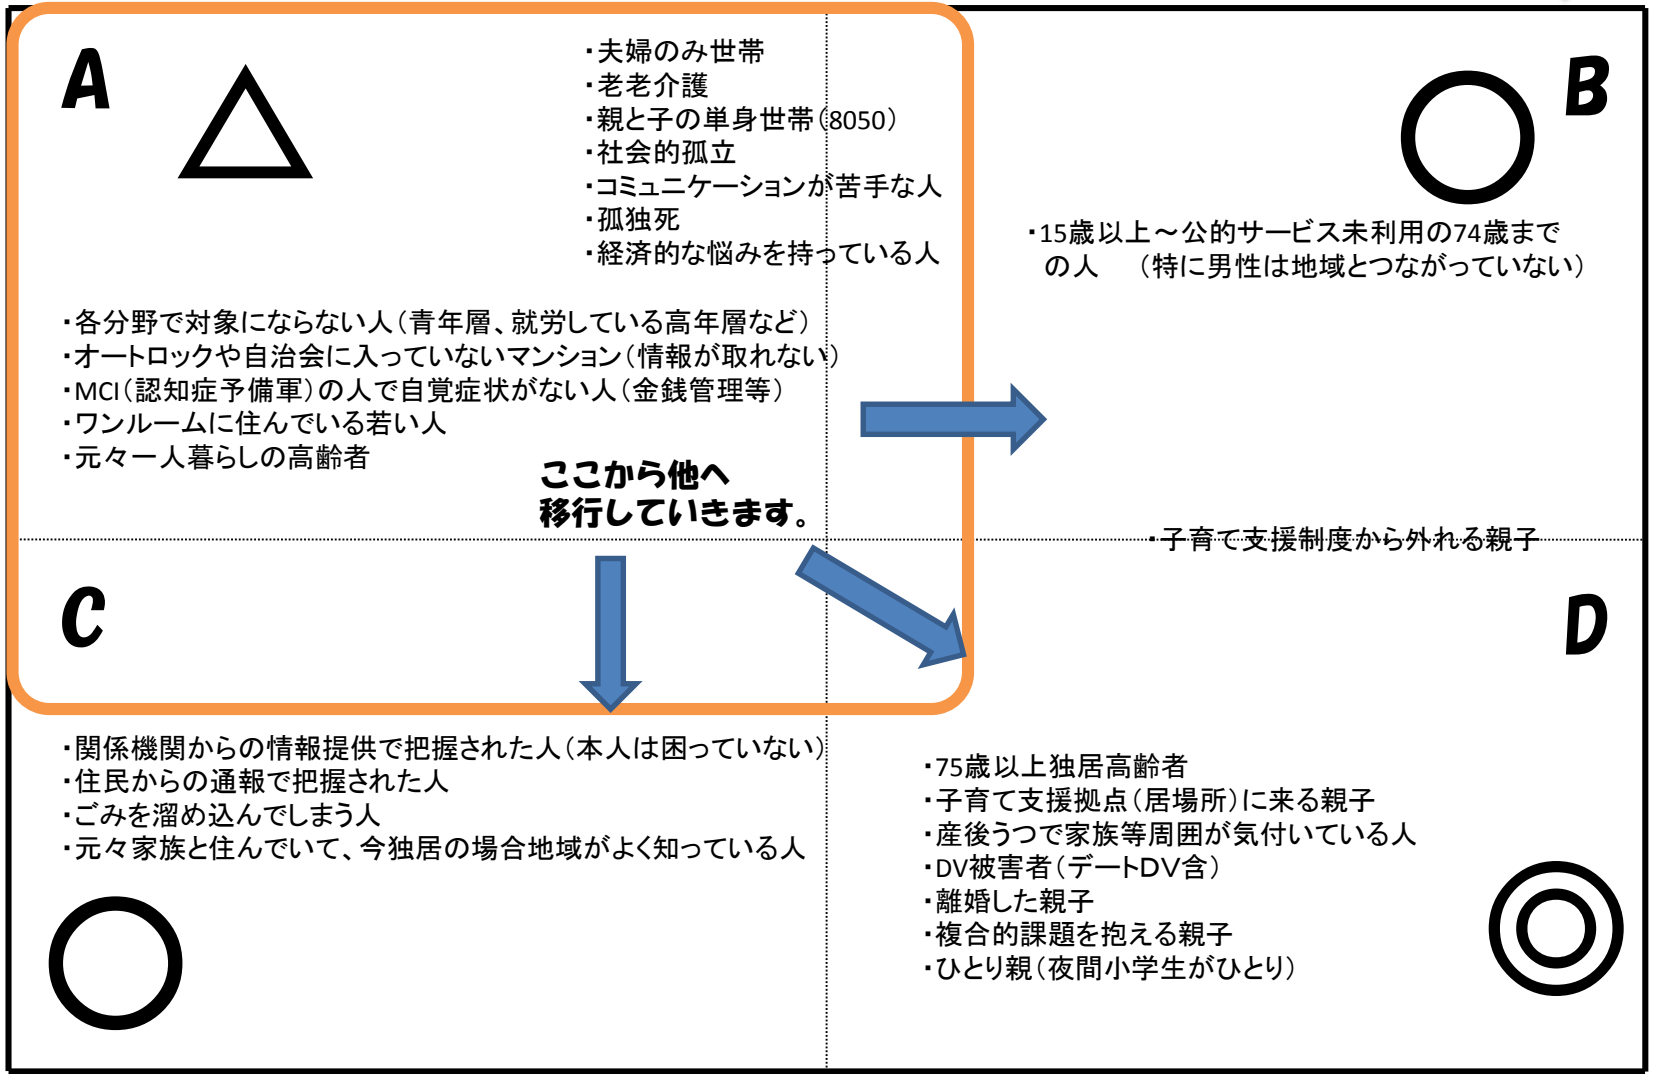 A
・夫婦のみ世帯
・老老介護
・親と子の単身世帯（8050）
・社会的孤立
・コミュニケーションが苦手な人
・孤独死
・経済的な悩みを持っている人
・各分野で対象にならない人（青年層、就労している高年層など）
・オートロックや自治会に入っていないマンション（情報が取れない）
・MCI（認知症予備軍）の人で自覚症状がない人（金銭管理等）
・ワンルームに住んでいる若い人
・元々一人暮らしの高齢者
ここから他へ
移行していきます。
B
・15歳以上～公的サービス未利用の74歳まで
の人　（特に男性は地域とつながっていない）
・子育て支援制度から外れる親子
C
・関係機関からの情報提供で把握された人（本人は困っていない）
・住民からの通報で把握された人
・ごみを溜め込んでしまう人
・元々家族と住んでいて、今独居の場合地域がよく知っている人
D
・75歳以上独居高齢者
・子育て支援拠点（居場所）に来る親子
・産後うつで家族等周囲が気付いている人
・DV被害者（デートDV含）
・離婚した親子
・複合的課題を抱える親子
・ひとり親（夜間小学生がひとり）